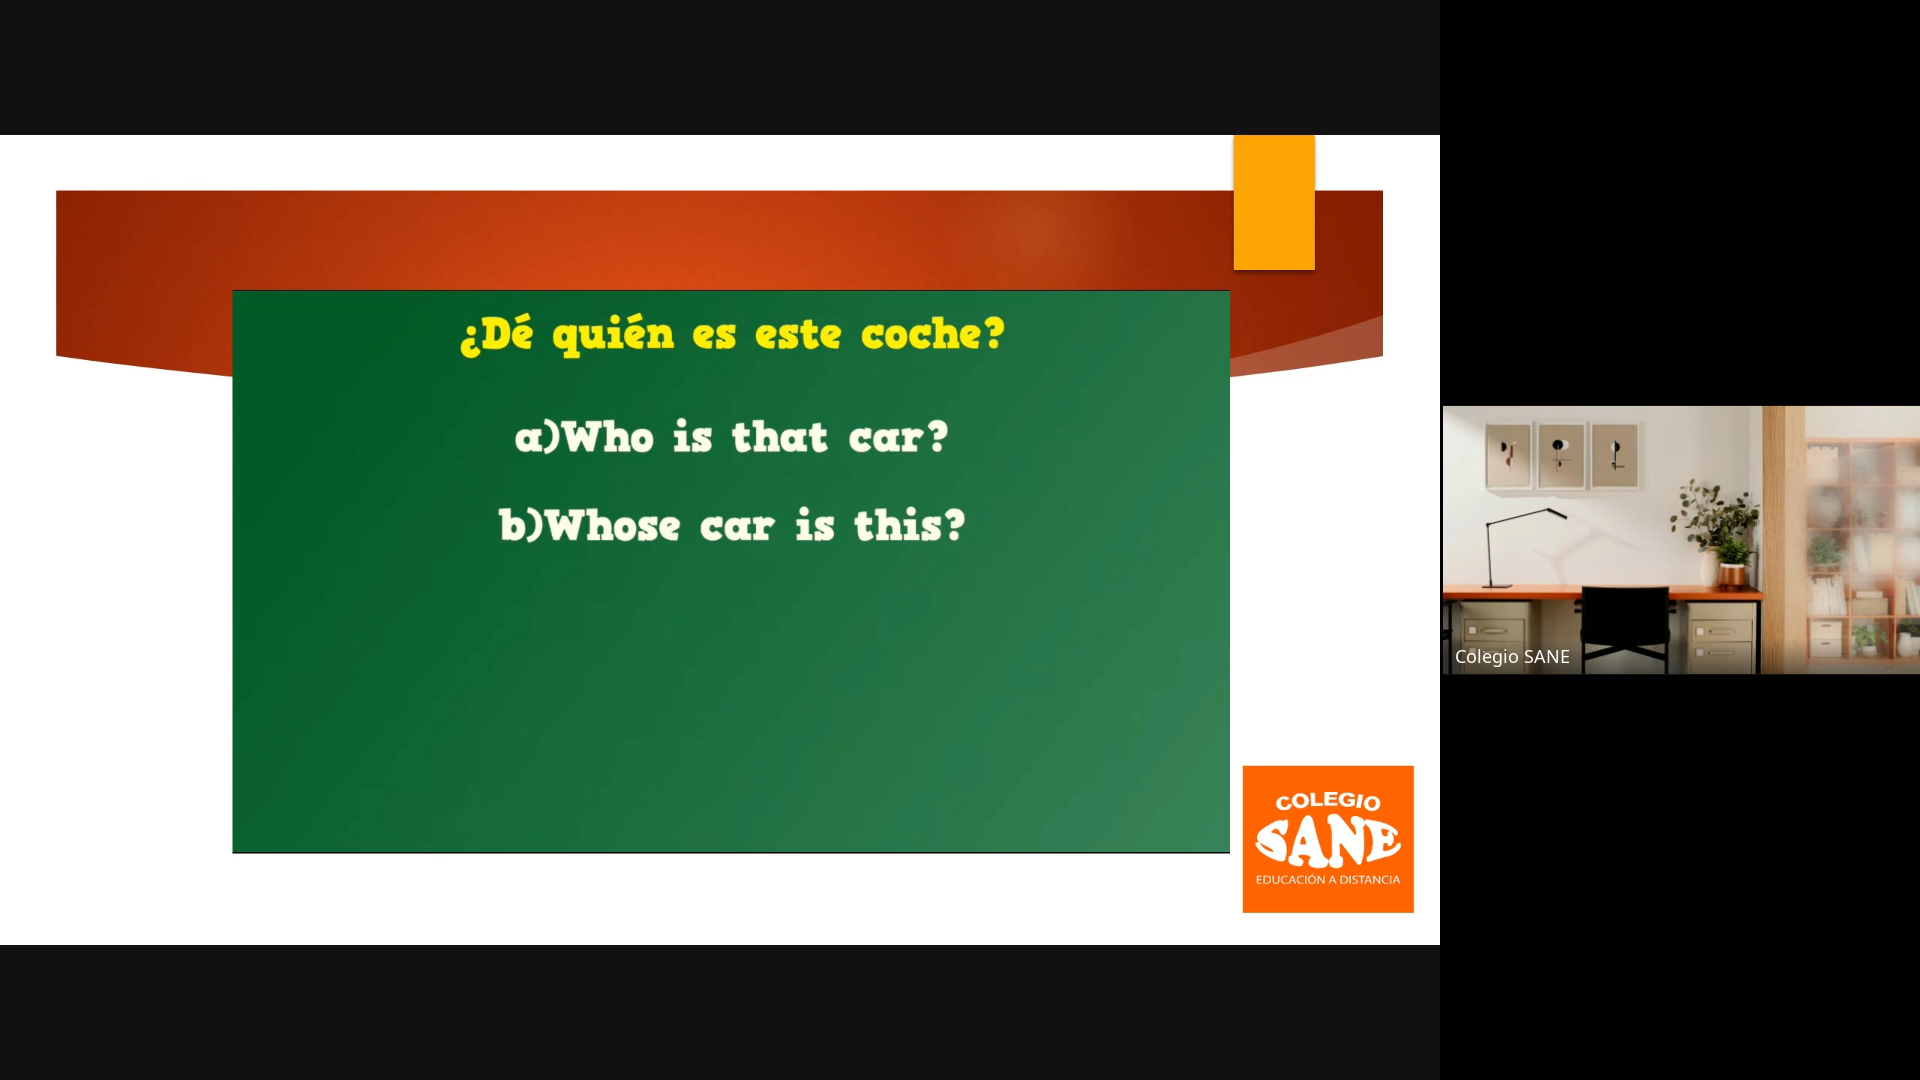 ¿Dé quién es este coche?
a)Who is that car?
b)Whose car is this?
COLEGIO
SANE
EDUCACIÓN A DISTANCIA
Colegio SANE